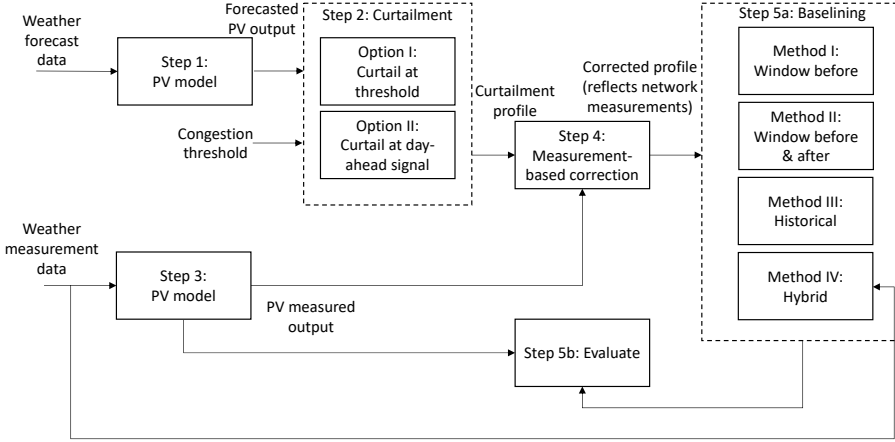 Weather
forecast
data
Step 1:
PV model
Forecasted
PV output
Congestion
threshold
Step 2: Curtailment
Option I:
Curtail at
threshold
Option II:
Curtail at day-
ahead signal
Curtailment
profile
Step 4:
Measurement-
based correction
Corrected profile
(reflects network
measurements)
Step 5a: Baselining
Method I:
Window before
Method II:
Window before
& after
Method III:
Historical
Method IV:
Hybrid
Weather
measurement
data
Step 3:
PV model
PV measured
output
Step 5b: Evaluate